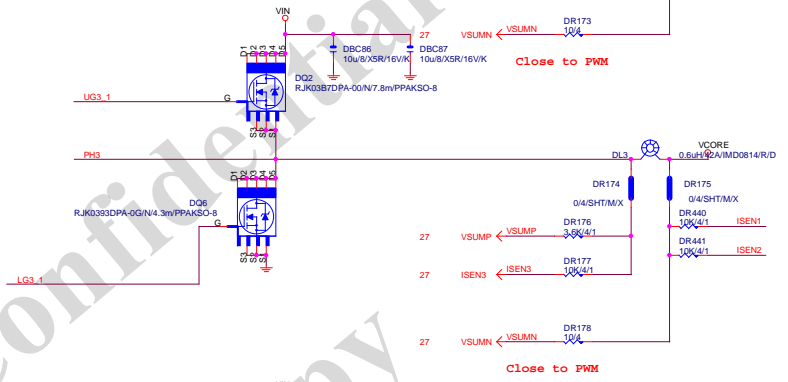 VIN
DR173
27 VSUMN VSUMN 10/4
Close to PWM
DBC86
10u/8/X5R/16V/K
DBC87
10u/8/X5R/16V/K
D1 D2 D3 D4 D5
DQ2
RJK03B7DPA-00/N/7.8m/PPAKSO-8
UG3_1 G
S3 S2 S1
PH3
DL3
VCORE
0.6uH/42A/IMD0814/R/D
D1 D2 D3 D4 D5
DQ6
RJK0393DPA-0G/N/4.3m/PPAKSO-8
G
S3 S2 S1
LG3_1
DR174
0/4/SHT/M/X
DR175
0/4/SHT/M/X
DR440
10K/4/1 ISEN1
DR441
10K/4/1 ISEN2
DR176
27 VSUMP VSUMP 3.6K/4/1
DR177
27 ISEN3 ISEN3 10K/4/1
DR178
27 VSUMN VSUMN 10/4
Close to PWM
Confidential